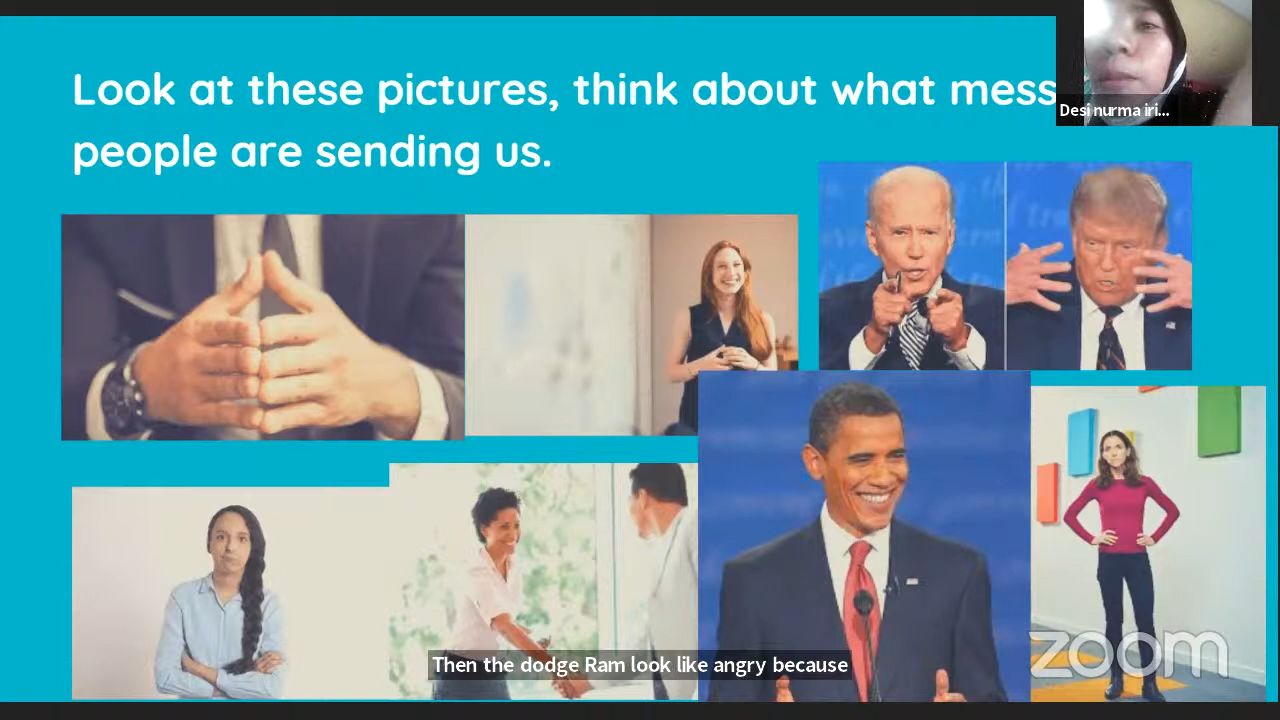 Look at these pictures, think about what mess
people are sending us.
Desi nurma iri...
Then the dodge Ram look like angry because
zoom